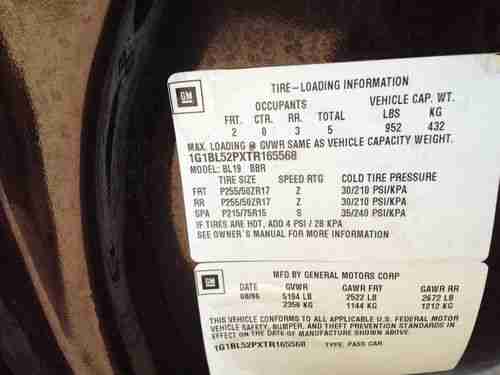 GM
TIRE-LOADING INFORMATION
OCCUPANTS VEHICLE CAP. WT.
FRT. CTR. RR. TOTAL LBS KG
2 0 3 5 952 432
MAX. LOADING @ GVWR SAME AS VEHICLE CAPACITY WEIGHT.
1G1BL52PXTR165568
MODEL: BL19 BBR
TIRE SIZE SPEED RTG COLD TIRE PRESSURE
FRT P255/50ZR17 Z 30/210 PSI/KPA
RR P255/50ZR17 Z 30/210 PSI/KPA
SPA P215/75R15 S 35/240 PSI/KPA
IF TIRES ARE HOT, ADD 4 PSI / 28 KPA
SEE OWNER'S MANUAL FOR MORE INFORMATION
GM
MFD BY GENERAL MOTORS CORP
DATE GVWR GAWR FRT GAWR RR
08/96 5194 LB 2522 LB 2672 LB
2356 KG 1144 KG 1212 KG
THIS VEHICLE CONFORMS TO ALL APPLICABLE U.S. FEDERAL MOTOR
VEHICLE SAFETY, BUMPER, AND THEFT PREVENTION STANDARDS IN
EFFECT ON THE DATE OF MANUFACTURE SHOWN ABOVE.
1G1BL52PXTR165568 TYPE: PASS CAR